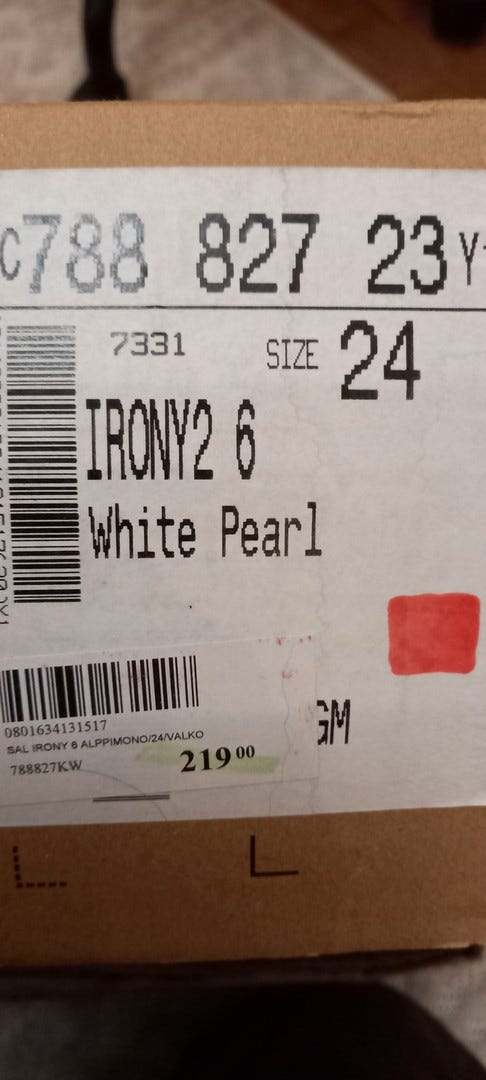 C788 827 23
7331 SIZE 24
IRONY2 6
White Pearl
GM
0801634131517
SAL IRONY 6 ALPPIMONO/24/VALKO
788827KW 219 00